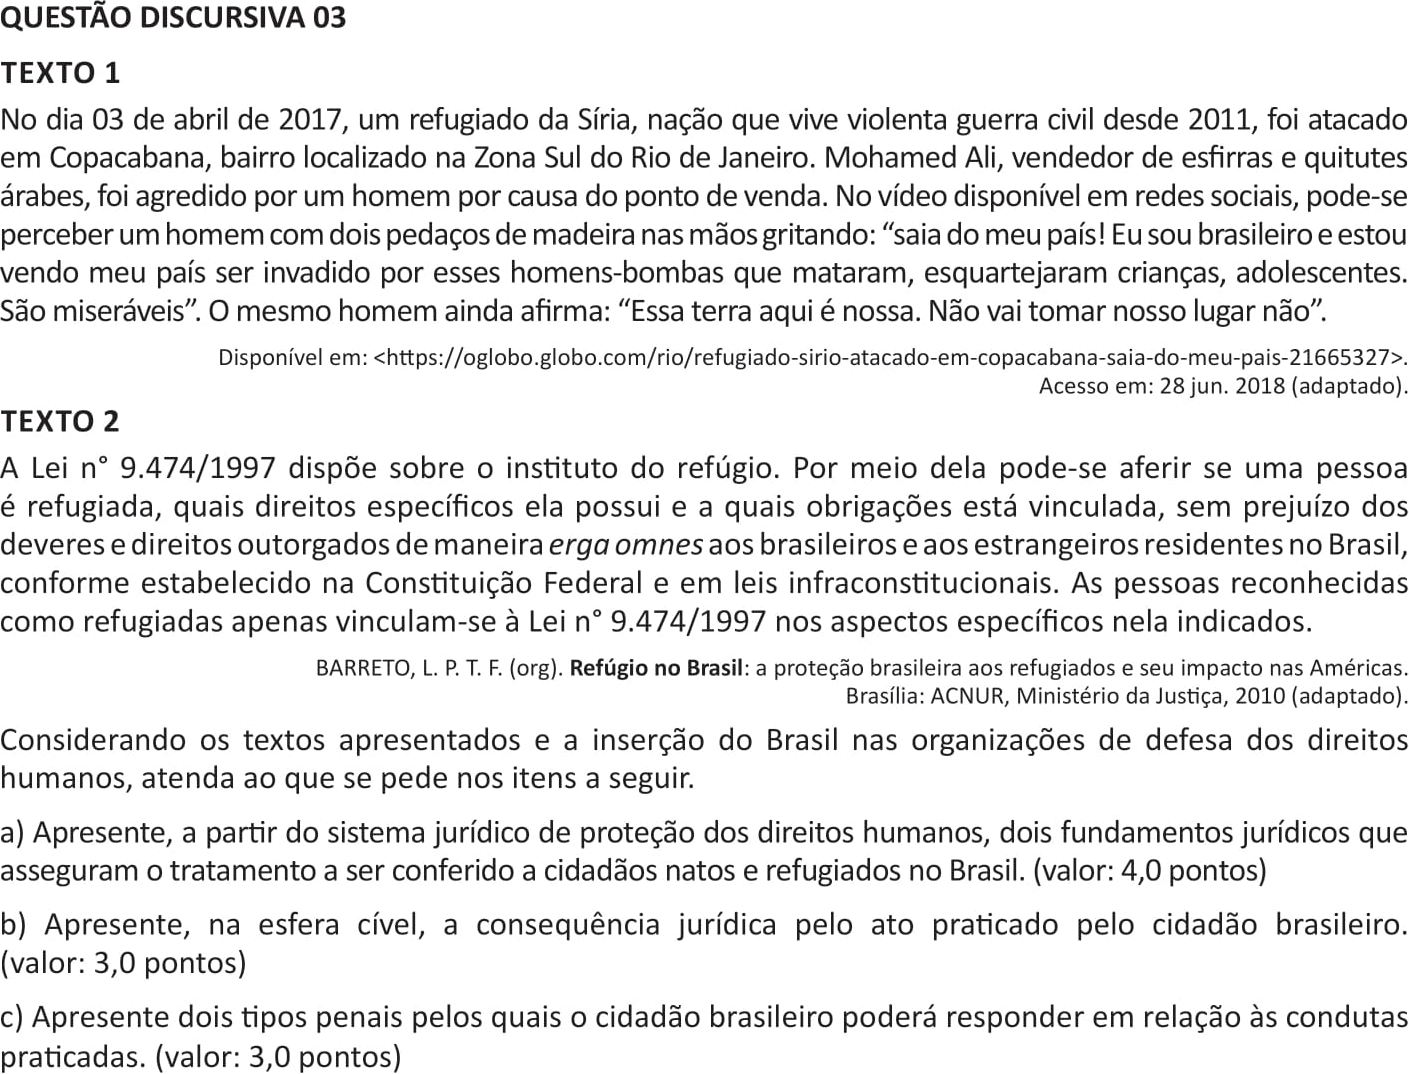 QUESTÃO DISCURSIVA 03
TEXTO 1
No dia 03 de abril de 2017, um refugiado da Síria, nação que vive violenta guerra civil desde 2011, foi atacado
em Copacabana, bairro localizado na Zona Sul do Rio de Janeiro. Mohamed Ali, vendedor de esfirras e quitutes
árabes, foi agredido por um homem por causa do ponto de venda. No vídeo disponível em redes sociais, pode-se
perceber um homem com dois pedaços de madeira nas mãos gritando: “saia do meu país! Eu sou brasileiro e estou
vendo meu país ser invadido por esses homens-bombas que mataram, esquartejaram crianças, adolescentes.
São miseráveis”. O mesmo homem ainda afirma: “Essa terra aqui é nossa. Não vai tomar nosso lugar não”.
Disponível em: <https://oglobo.globo.com/rio/refugiado-sirio-atacado-em-copacabana-saia-do-meu-pais-21665327>.
Acesso em: 28 jun. 2018 (adaptado).
TEXTO 2
A Lei n° 9.474/1997 dispõe sobre o instituto do refúgio. Por meio dela pode-se aferir se uma pessoa
é refugiada, quais direitos específicos ela possui e a quais obrigações está vinculada, sem prejuízo dos
deveres e direitos outorgados de maneira erga omnes aos brasileiros e aos estrangeiros residentes no Brasil,
conforme estabelecido na Constituição Federal e em leis infraconstitucionais. As pessoas reconhecidas
como refugiadas apenas vinculam-se à Lei n° 9.474/1997 nos aspectos específicos nela indicados.
BARRETO, L. P. T. F. (org). Refúgio no Brasil: a proteção brasileira aos refugiados e seu impacto nas Américas.
Brasília: ACNUR, Ministério da Justiça, 2010 (adaptado).
Considerando os textos apresentados e a inserção do Brasil nas organizações de defesa dos direitos
humanos, atenda ao que se pede nos itens a seguir.
a) Apresente, a partir do sistema jurídico de proteção dos direitos humanos, dois fundamentos jurídicos que
asseguram o tratamento a ser conferido a cidadãos natos e refugiados no Brasil. (valor: 4,0 pontos)
b) Apresente, na esfera cível, a consequência jurídica pelo ato praticado pelo cidadão brasileiro.
(valor: 3,0 pontos)
c) Apresente dois tipos penais pelos quais o cidadão brasileiro poderá responder em relação às condutas
praticadas. (valor: 3,0 pontos)